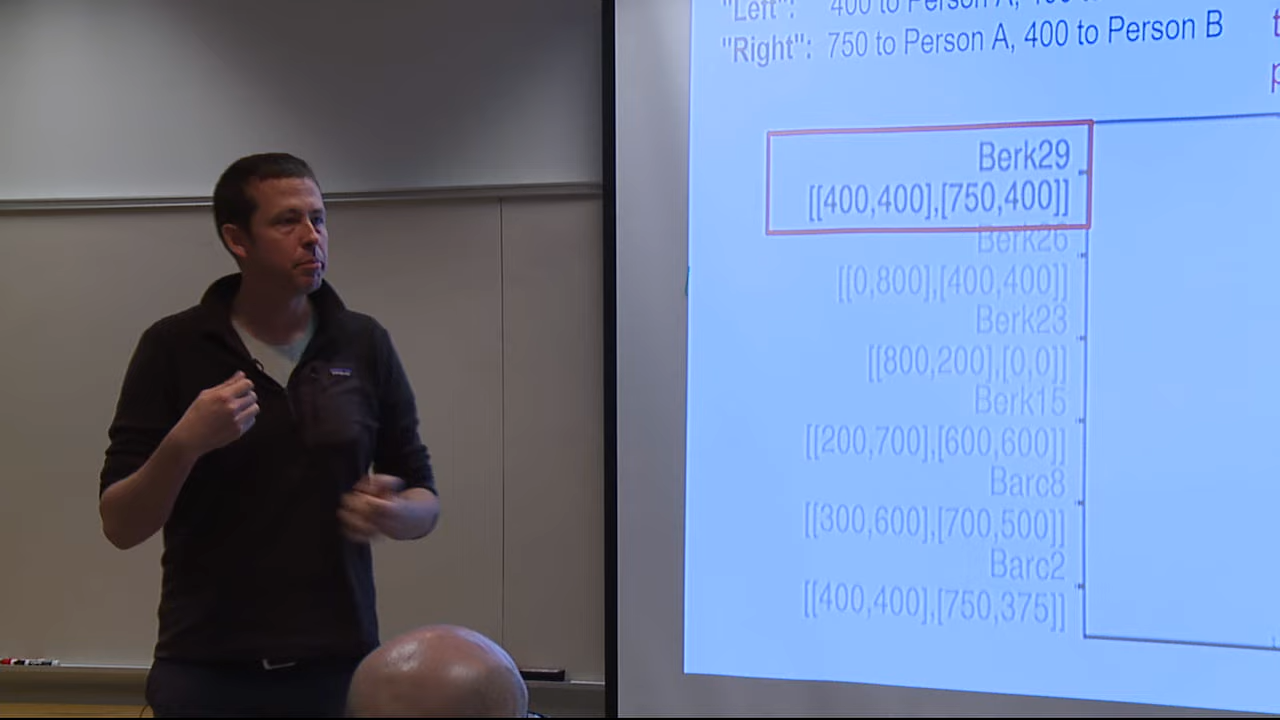 "Left": 400 to Person A,
"Right": 750 to Person A, 400 to Person B
Berk29
[[400,400],[750,400]]
Berk26
[[0,800],[400,400]]
Berk23
[[800,200],[0,0]]
Berk15
[[200,700],[600,600]]
Barc8
[[300,600],[700,500]]
Barc2
[[400,400],[750,375]]